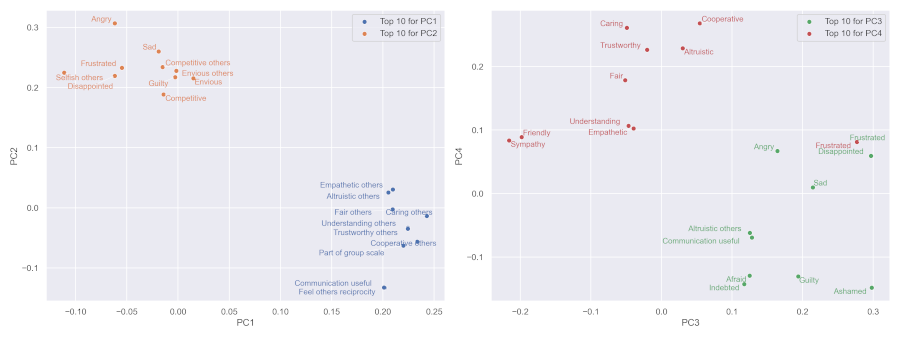 Top 10 for PC1
Top 10 for PC2
Angry
Sad
Frustrated
Competitive others
Selfish others
Envious others
Disappointed
Guilty
Envious
Competitive
Empathetic others
Altruistic others
Fair others
Caring others
Understanding others
Trustworthy others
Cooperative others
Part of group scale
Communication useful
Feel others reciprocity
0.3
0.2
0.1
0.0
−0.1
PC2
−0.10
−0.05
0.00
0.05
0.10
0.15
0.20
0.25
PC1
Top 10 for PC3
Top 10 for PC4
Caring
Cooperative
Trustworthy
Altruistic
Fair
Understanding
Empathetic
Friendly
Sympathy
Frustrated
Frustrated
Disappointed
Angry
Sad
Altruistic others
Communication useful
Afraid
Indebted
Guilty
Ashamed
0.2
0.1
0.0
−0.1
PC4
−0.2
−0.1
0.0
0.1
0.2
0.3
PC3